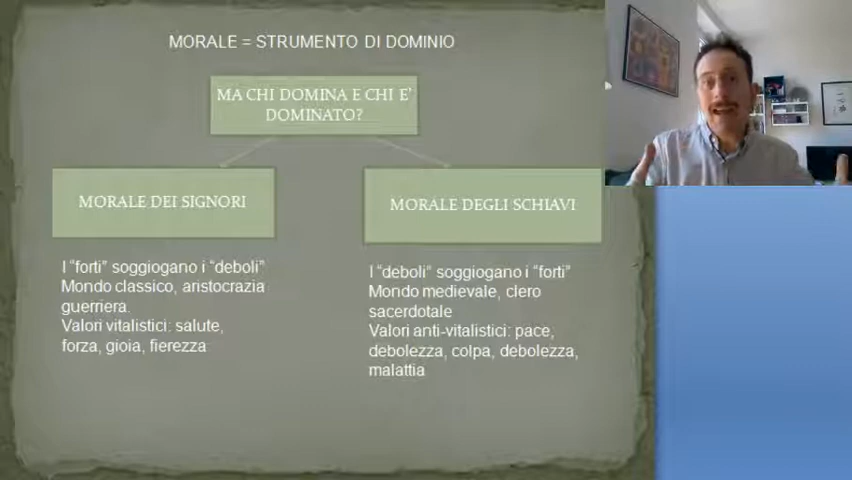 MORALE = STRUMENTO DI DOMINIO
MA CHI DOMINA E CHI E'
DOMINATO?
MORALE DEI SIGNORI
MORALE DEGLI SCHIAVI
I “forti” soggiogano i “deboli”
Mondo classico, aristocrazia
guerriera.
Valori vitalistici: salute,
forza, gioia, fierezza
I “deboli” soggiogano i “forti”
Mondo medievale, clero
sacerdotale
Valori anti-vitalistici: pace,
debolezza, colpa, debolezza,
malattia